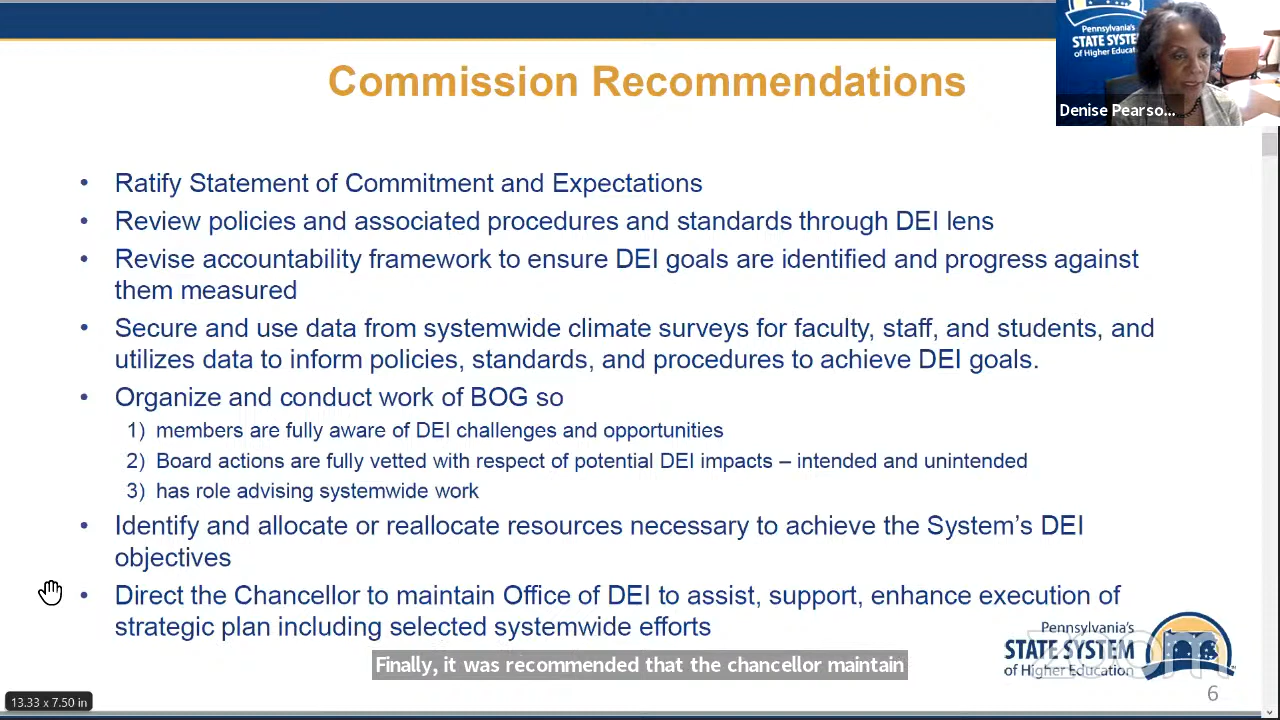 Pennsylvania's
STATE SYSTEM
of Higher Education
Denise Pearso...
Commission Recommendations
• Ratify Statement of Commitment and Expectations
• Review policies and associated procedures and standards through DEI lens
• Revise accountability framework to ensure DEI goals are identified and progress against
them measured
• Secure and use data from systemwide climate surveys for faculty, staff, and students, and
utilizes data to inform policies, standards, and procedures to achieve DEI goals.
• Organize and conduct work of BOG so
1) members are fully aware of DEI challenges and opportunities
2) Board actions are fully vetted with respect of potential DEI impacts – intended and unintended
3) has role advising systemwide work
• Identify and allocate or reallocate resources necessary to achieve the System's DEI
objectives
• Direct the Chancellor to maintain Office of DEI to assist, support, enhance execution of
strategic plan including selected systemwide efforts
Pennsylvania's
STATE SYSTEM
of Higher Education
zoom
Finally, it was recommended that the chancellor maintain
6
13.33 x 7.50 in